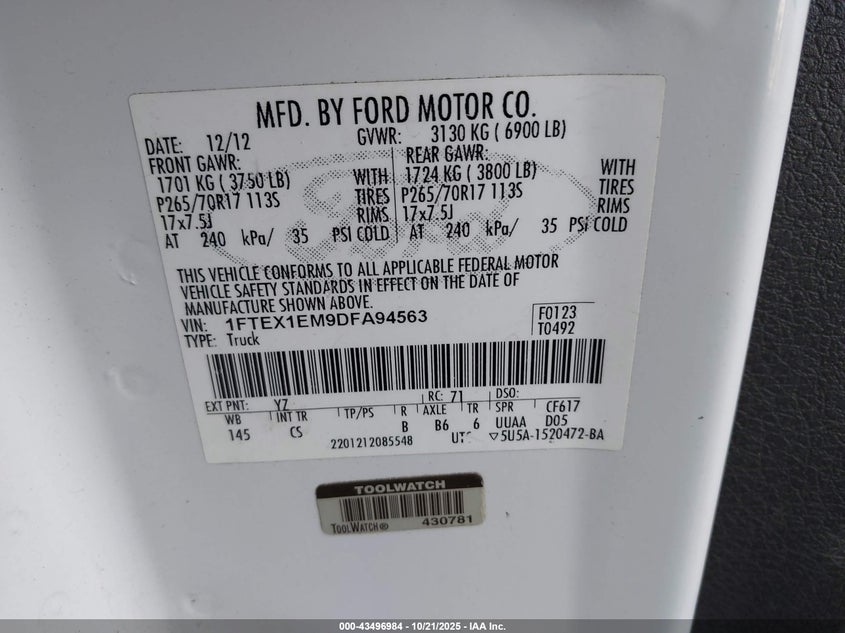 MFD. BY FORD MOTOR CO.
DATE: 12/12 GVWR: 3130 KG ( 6900 LB)
FRONT GAWR: REAR GAWR:
1701 KG ( 3750 LB) WITH 1724 KG ( 3800 LB) WITH
P265/70R17 113S TIRES P265/70R17 113S TIRES
17x7.5J RIMS 17x7.5J RIMS
AT 240 kPa/ 35 PSI COLD AT 240 kPa/ 35 PSI COLD
THIS VEHICLE CONFORMS TO ALL APPLICABLE FEDERAL MOTOR
VEHICLE SAFETY STANDARDS IN EFFECT ON THE DATE OF
MANUFACTURE SHOWN ABOVE.
VIN: 1FTEX1EM9DFA94563 F0123
TYPE: Truck T0492
EXT PNT: YZ RC: 71 DSO:
WB INT TR TP/PS R AXLE TR SPR CF617
145 CS B B6 6 UUAA D05
2201212085548 UTC ▽5U5A-1520472-BA
TOOLWATCH
TOOLWATCH® 430781
000-43496984 - 10/21/2025 - IAA Inc.